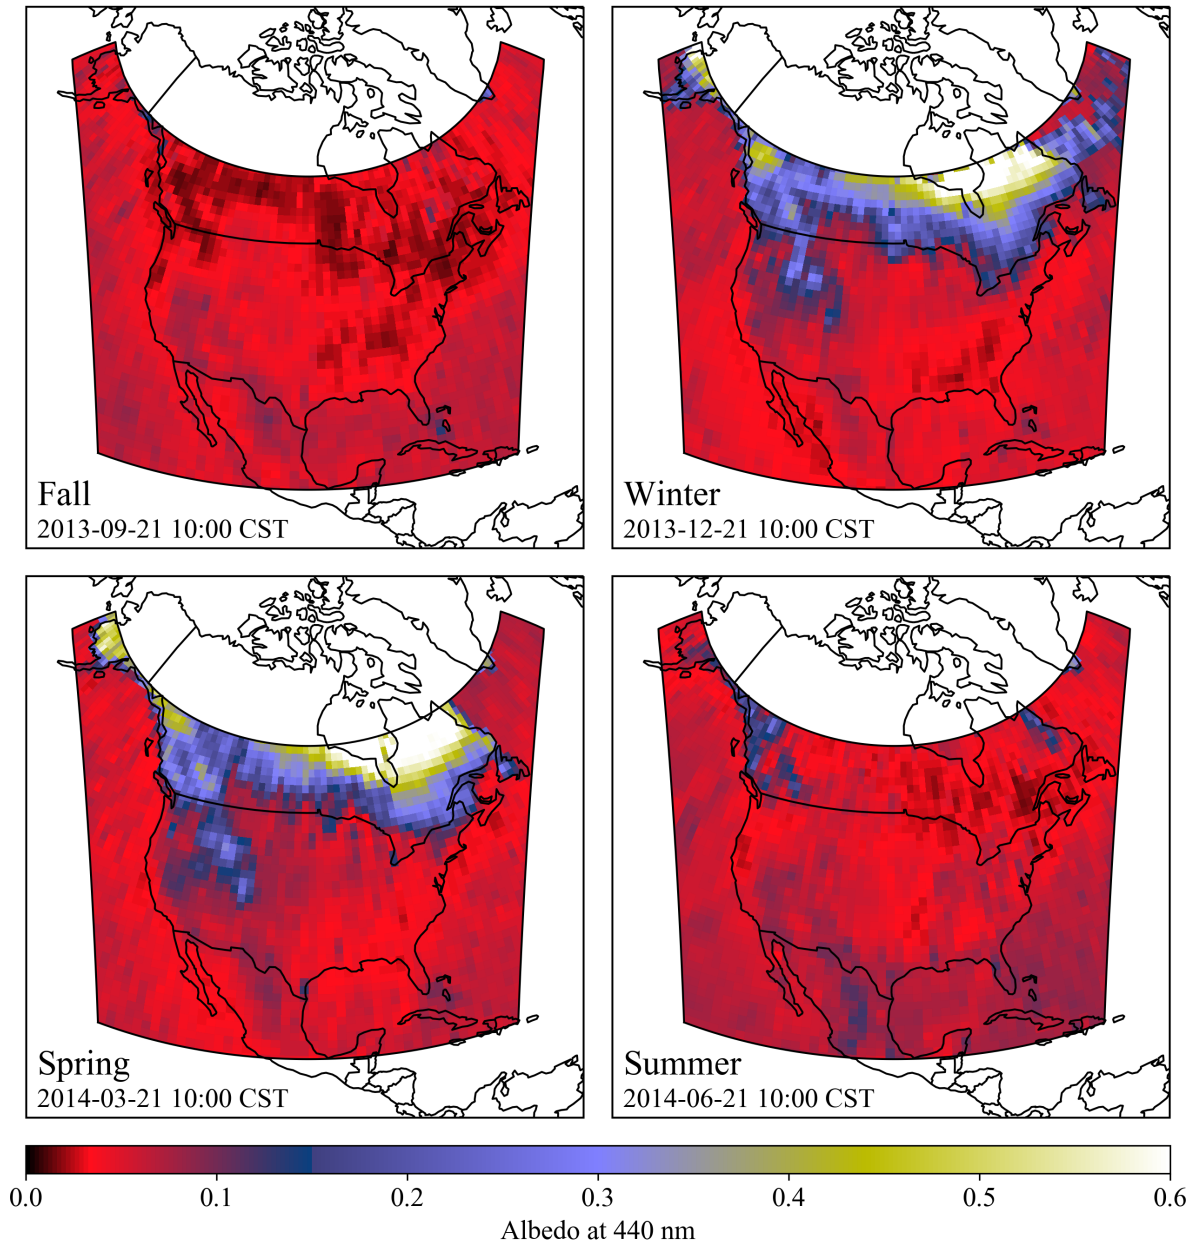 Fall
2013-09-21 10:00 CST
Winter
2013-12-21 10:00 CST
Spring
2014-03-21 10:00 CST
Summer
2014-06-21 10:00 CST
0.0 0.1 0.2 0.3 0.4 0.5 0.6
Albedo at 440 nm